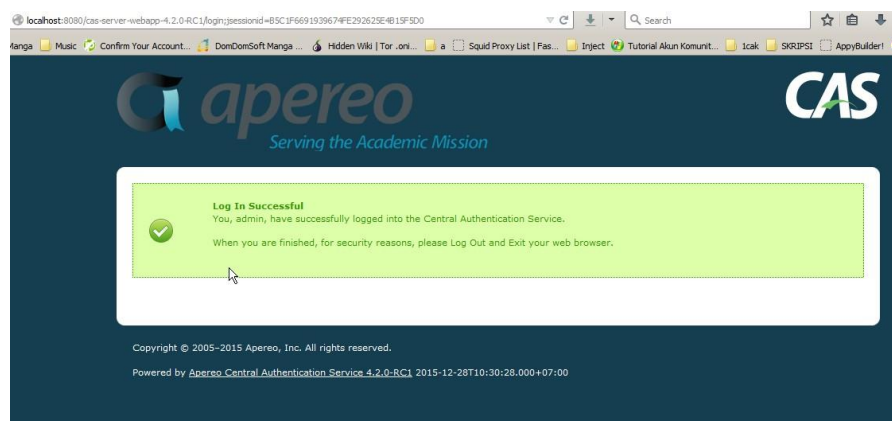 localhost:8080/cas-server-webapp-4.2.0-RC1/login;jsessionid=B5C1F6691939674FE292625E4B15F5D0 Search
Manga Music Confirm Your Account... DomDomSoft Manga ... Hidden Wiki | Tor .oni... a Squid Proxy List | Fas... Inject Tutorial Akun Komunit... 1cak SKRIPSI AppyBuilder!
apereo
Serving the Academic Mission
CAS
Log In Successful
You, admin, have successfully logged into the Central Authentication Service.
When you are finished, for security reasons, please Log Out and Exit your web browser.
Copyright © 2005–2015 Apereo, Inc. All rights reserved.
Powered by Apereo Central Authentication Service 4.2.0-RC1 2015-12-28T10:30:28.000+07:00